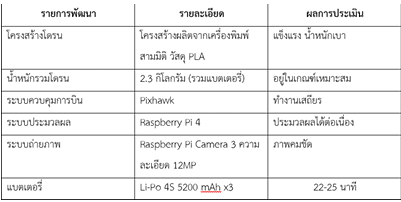 รายการพัฒนา รายละเอียด ผลการประเมิน
โครงสร้างโดรน โครงสร้างผลิตจากเครื่องพิมพ์ แข็งแรง น้ำหนักเบา
สามมิติ วัสดุ PLA
น้ำหนักรวมโดรน 2.3 กิโลกรัม (รวมแบตเตอรี่) อยู่ในเกณฑ์เหมาะสม
ระบบควบคุมการบิน Pixhawk ทำงานเสถียร
ระบบประมวลผล Raspberry Pi 4 ประมวลผลได้ต่อเนื่อง
ระบบถ่ายภาพ Raspberry Pi Camera 3 ความ ภาพคมชัด
ละเอียด 12MP
แบตเตอรี่ Li-Po 4S 5200 mAh x3 22-25 นาที